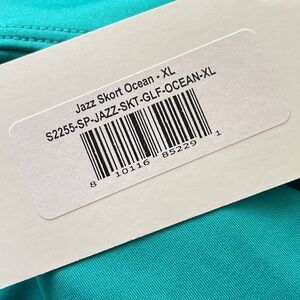 Jazz Skort Ocean - XL
S2255-SP-JAZZ-SKT-GLF-OCEAN-XL
8 10116 85229 1